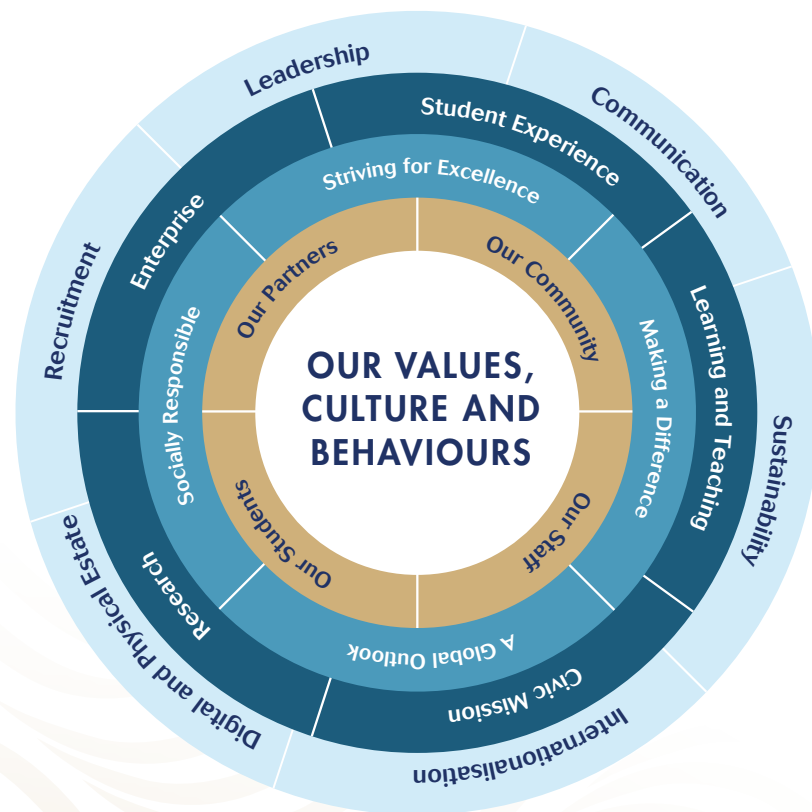 OUR VALUES,
CULTURE AND
BEHAVIOURS
Our Partners
Our Community
Our Staff
Our Students
Striving for Excellence
Making a Difference
A Global Outlook
Socially Responsible
Student Experience
Learning and Teaching
Civic Mission
Research
Enterprise
Leadership
Communication
Sustainability
Internationalisation
Digital and Physical Estate
Recruitment